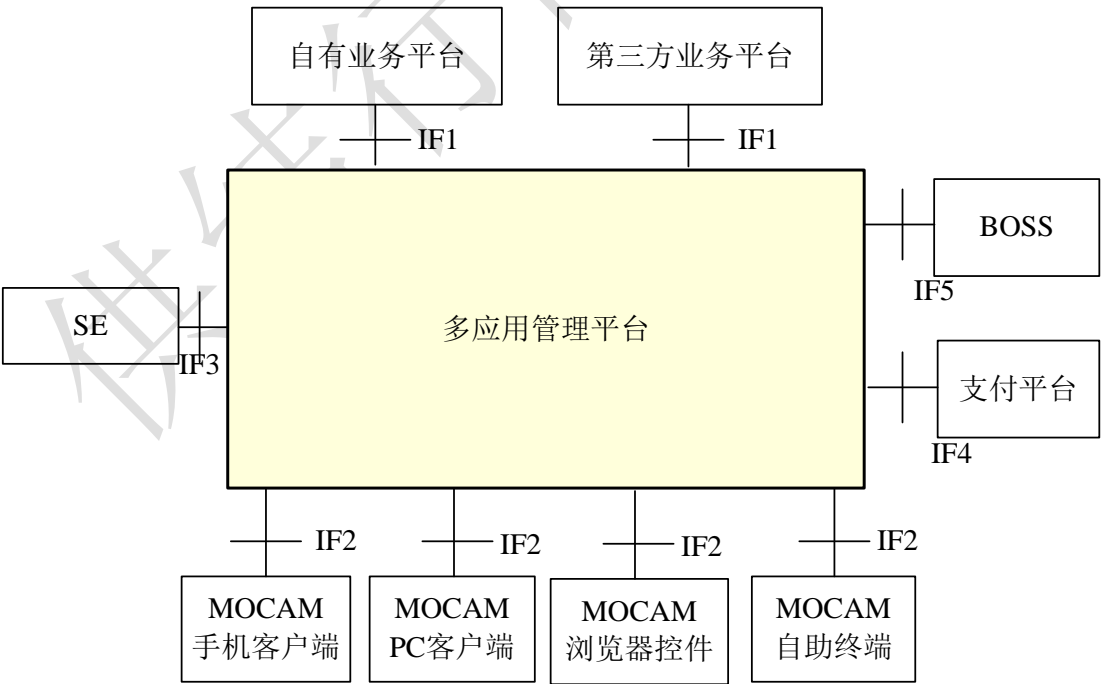 自有业务平台
第三方业务平台
IF1
IF1
BOSS
IF5
SE
IF3
多应用管理平台
支付平台
IF4
IF2
IF2
IF2
IF2
MOCAM
手机客户端
MOCAM
PC客户端
MOCAM
浏览器控件
MOCAM
自助终端
供统行